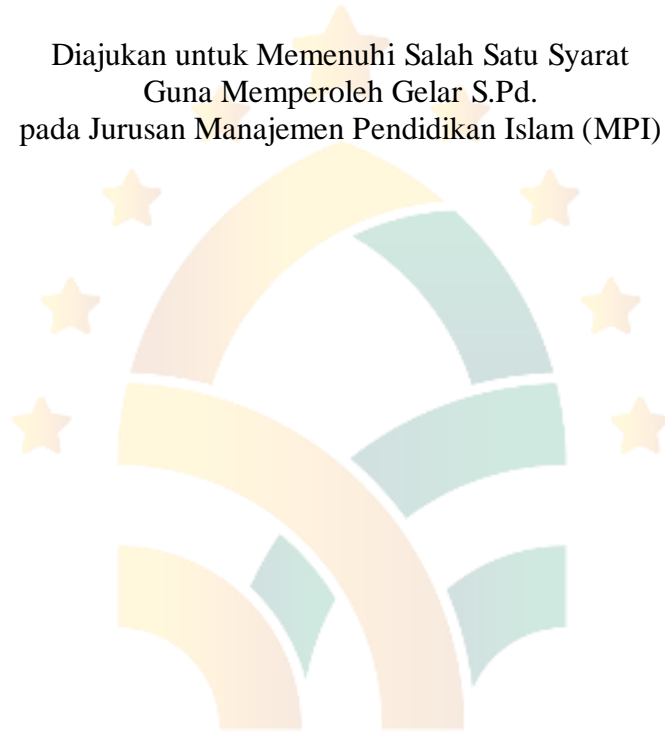 Diajukan untuk Memenuhi Salah Satu Syarat
Guna Memperoleh Gelar S.Pd.
pada Jurusan Manajemen Pendidikan Islam (MPI)